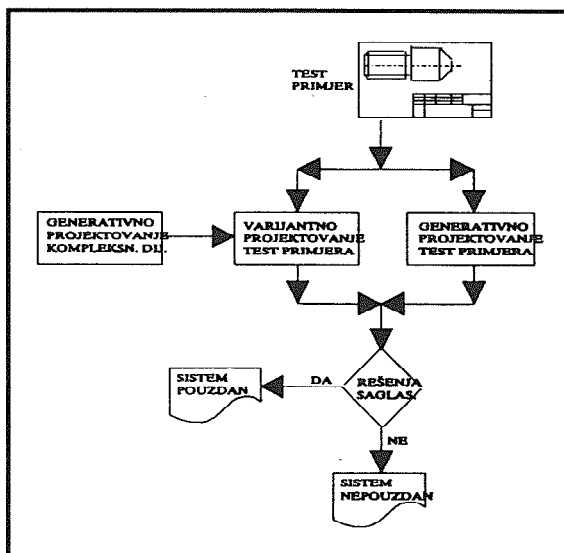 TEST
PRIMJER
GENERATIVNO
PROJEKTOVANJE
KOMPLEKSN. DIJ.
VARIJANTNO
PROJEKTOVANJE
TEST PRIMJERA
GENERATIVNO
PROJEKTOVANJE
TEST PRIMJERA
SISTEM
POUZDAN
DA
REŠENJA
SAGLAS.
NE
SISTEM
NEPOUZDAN